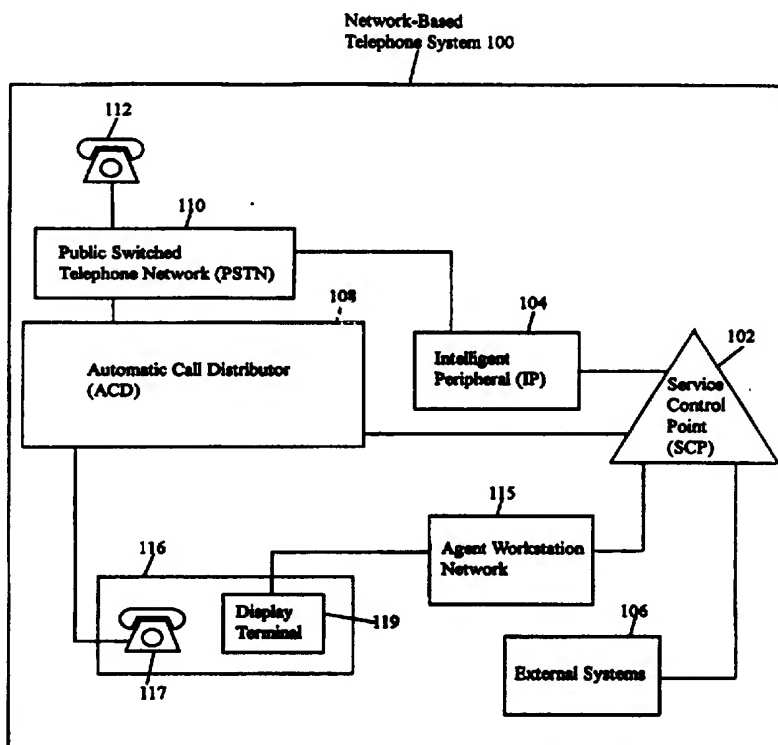 Network-Based
Telephone System 100
112
110
Public Switched
Telephone Network (PSTN)
108
Automatic Call Distributor
(ACD)
104
Intelligent
Peripheral (IP)
102
Service
Control
Point
(SCP)
115
Agent Workstation
Network
116
Display
Terminal
119
117
106
External Systems